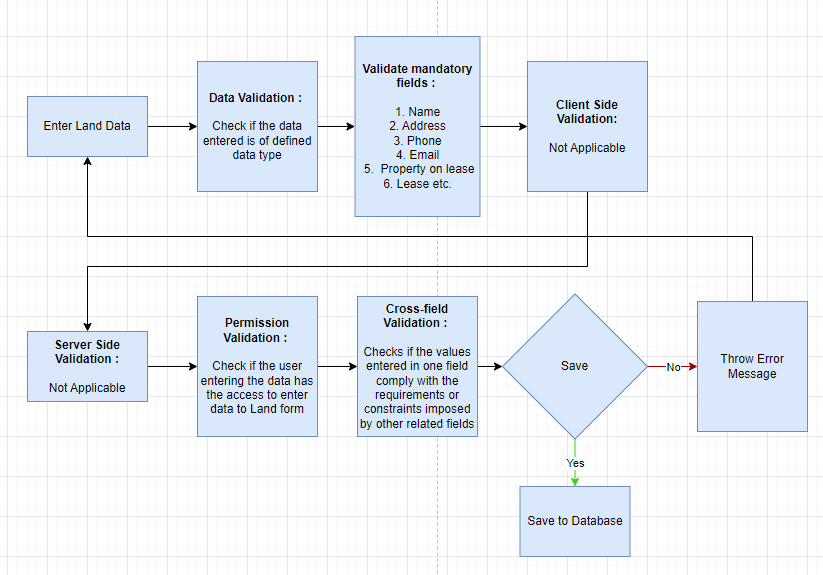 Enter Land Data
Data Validation :
Check if the data
entered is of defined
data type
Validate mandatory
fields :
1. Name
2. Address
3. Phone
4. Email
5. Property on lease
6. Lease etc.
Client Side
Validation:
Not Applicable
Server Side
Validation :
Not Applicable
Permission
Validation :
Check if the user
entering the data has
the access to enter
data to Land form
Cross-field
Validation :
Checks if the values
entered in one field
comply with the
requirements or
constraints imposed
by other related fields
Save
No
Throw Error
Message
Yes
Save to Database